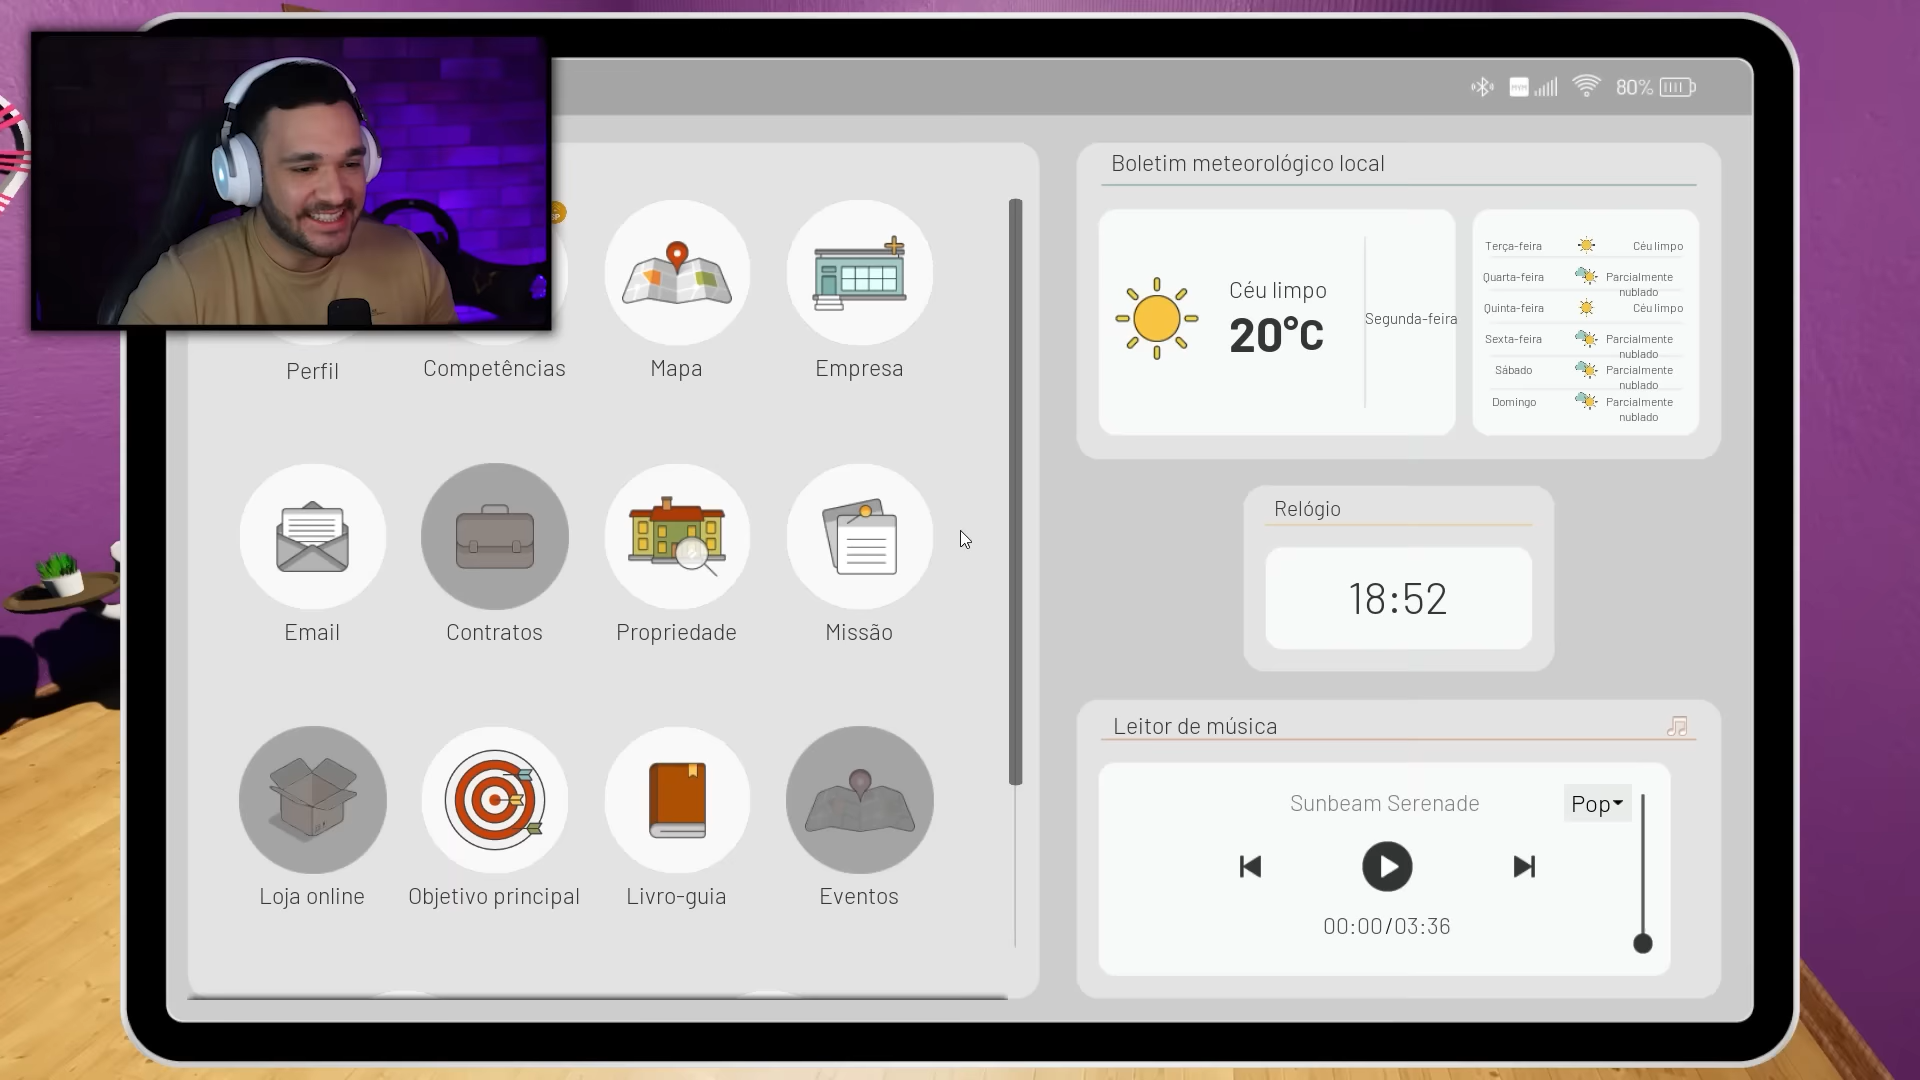 80%
Perfil
Competências
Mapa
Empresa
Email
Contratos
Propriedade
Missão
Loja online
Objetivo principal
Livro-guia
Eventos
Boletim meteorológico local
Céu limpo
20°C
Segunda-feira
Terça-feira Céu limpo
Quarta-feira Parcialmente
nublado
Quinta-feira Céu limpo
Sexta-feira Parcialmente
nublado
Sábado Parcialmente
nublado
Domingo Parcialmente
nublado
Relógio
18:52
Leitor de música
Sunbeam Serenade
Pop
00:00/03:36